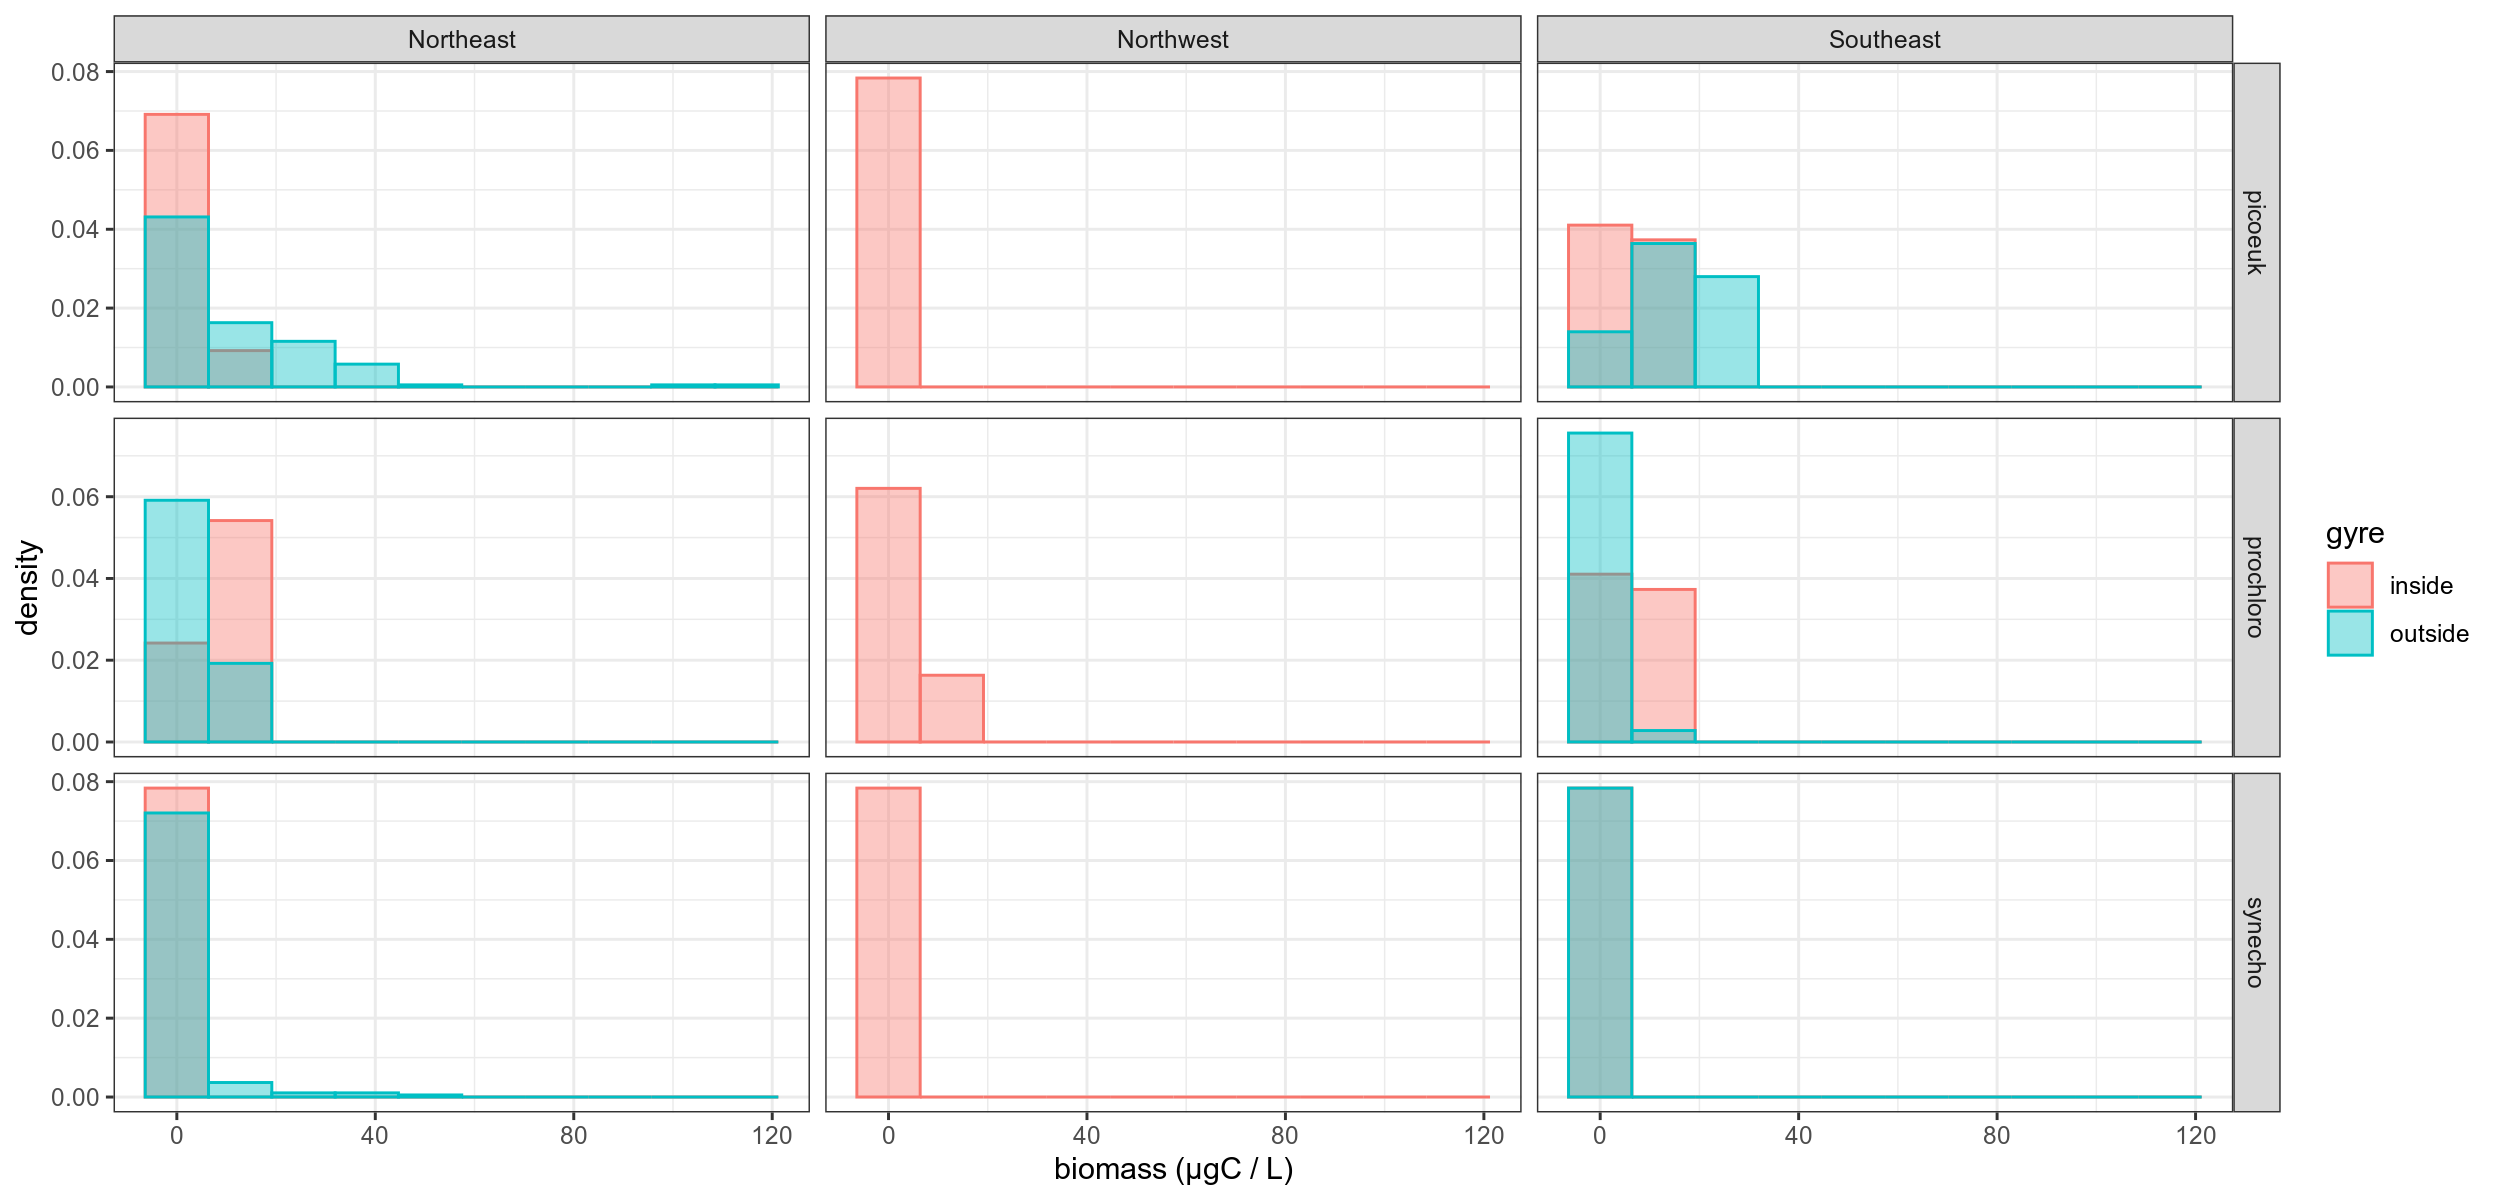 Northeast Northwest Southeast
0.08
0.06
0.04
0.02
0.00
picoeuk
0.06
0.04
0.02
0.00
prochloro
0.08
0.06
0.04
0.02
0.00
synecho
density
0 40 80 120 0 40 80 120 0 40 80 120
biomass (μgC / L)
gyre
inside
outside